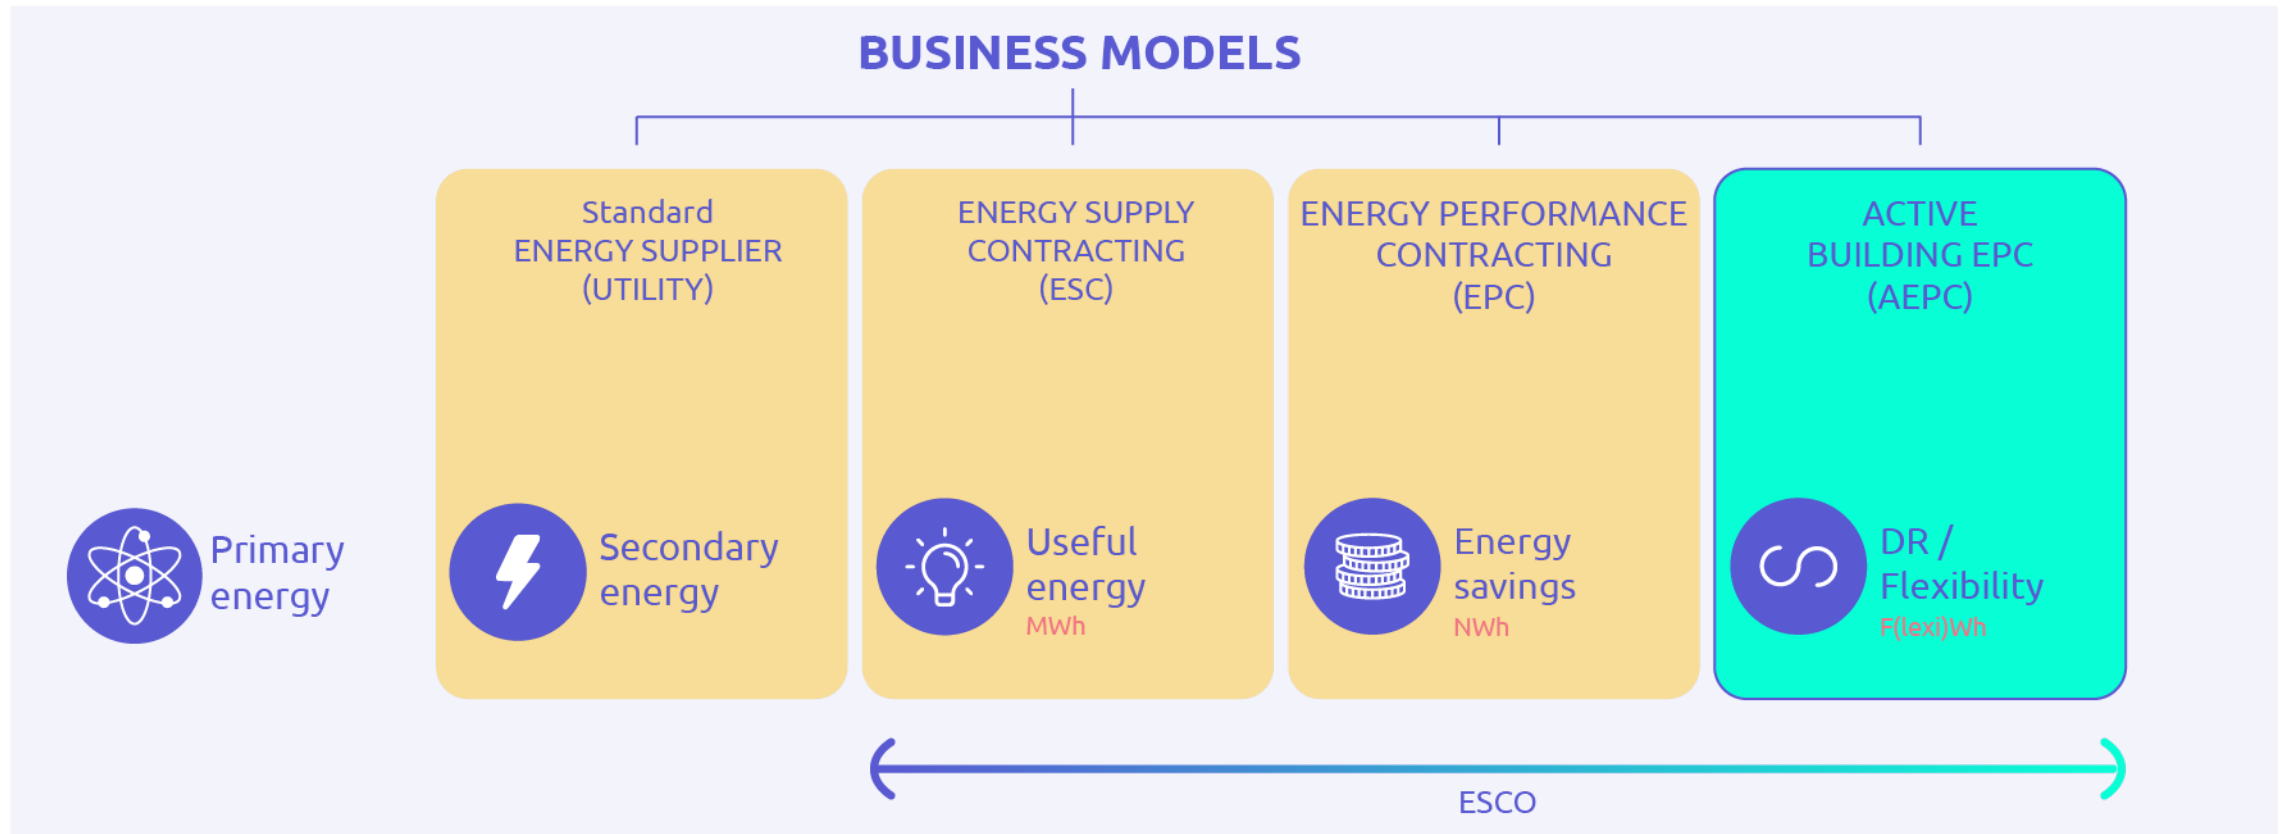 BUSINESS MODELS
Standard
ENERGY SUPPLIER
(UTILITY)
ENERGY SUPPLY
CONTRACTING
(ESC)
ENERGY PERFORMANCE
CONTRACTING
(EPC)
ACTIVE
BUILDING EPC
(AEPC)
Primary
energy
Secondary
energy
Useful
energy
MWh
Energy
savings
NWh
DR /
Flexibility
F(lexi)Wh
ESCO